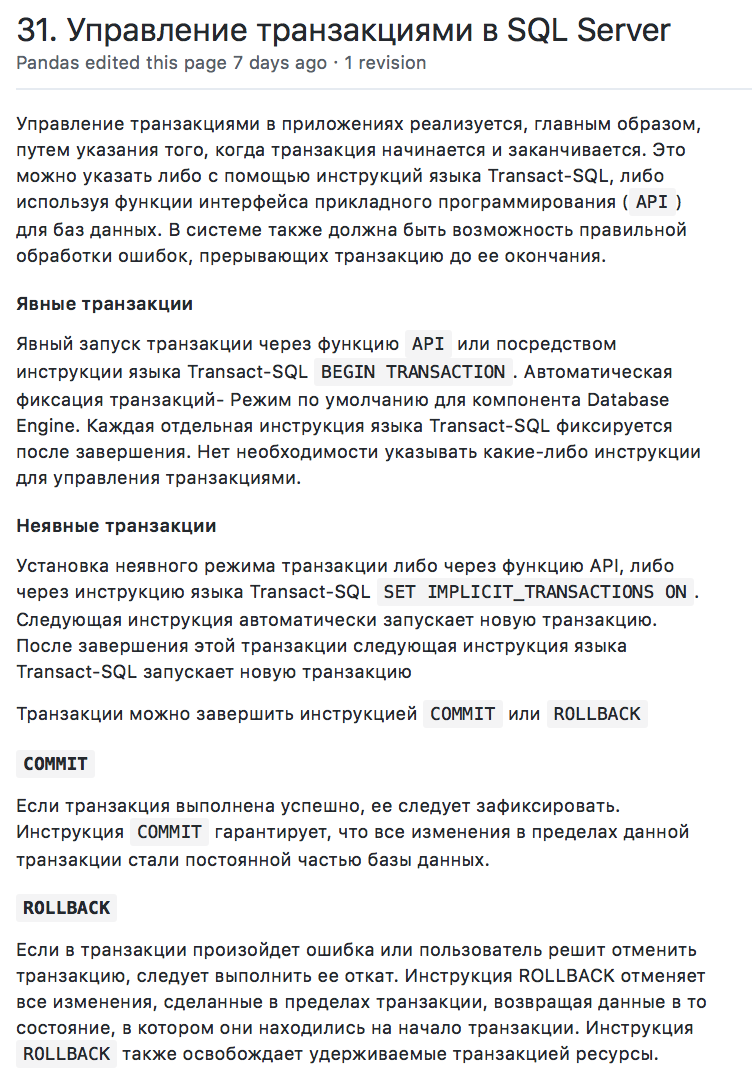 31. Управление транзакциями в SQL Server
Pandas edited this page 7 days ago · 1 revision
Управление транзакциями в приложениях реализуется, главным образом,
путем указания того, когда транзакция начинается и заканчивается. Это
можно указать либо с помощью инструкций языка Transact-SQL, либо
используя функции интерфейса прикладного программирования ( API )
для баз данных. В системе также должна быть возможность правильной
обработки ошибок, прерывающих транзакцию до ее окончания.
Явные транзакции
Явный запуск транзакции через функцию API или посредством
инструкции языка Transact-SQL BEGIN TRANSACTION . Автоматическая
фиксация транзакций- Режим по умолчанию для компонента Database
Engine. Каждая отдельная инструкция языка Transact-SQL фиксируется
после завершения. Нет необходимости указывать какие-либо инструкции
для управления транзакциями.
Неявные транзакции
Установка неявного режима транзакции либо через функцию API, либо
через инструкцию языка Transact-SQL SET IMPLICIT_TRANSACTIONS ON .
Следующая инструкция автоматически запускает новую транзакцию.
После завершения этой транзакции следующая инструкция языка
Transact-SQL запускает новую транзакцию
Транзакции можно завершить инструкцией COMMIT или ROLLBACK
COMMIT
Если транзакция выполнена успешно, ее следует зафиксировать.
Инструкция COMMIT гарантирует, что все изменения в пределах данной
транзакции стали постоянной частью базы данных.
ROLLBACK
Если в транзакции произойдет ошибка или пользователь решит отменить
транзакцию, следует выполнить ее откат. Инструкция ROLLBACK отменяет
все изменения, сделанные в пределах транзакции, возвращая данные в то
состояние, в котором они находились на начало транзакции. Инструкция
ROLLBACK также освобождает удерживаемые транзакцией ресурсы.